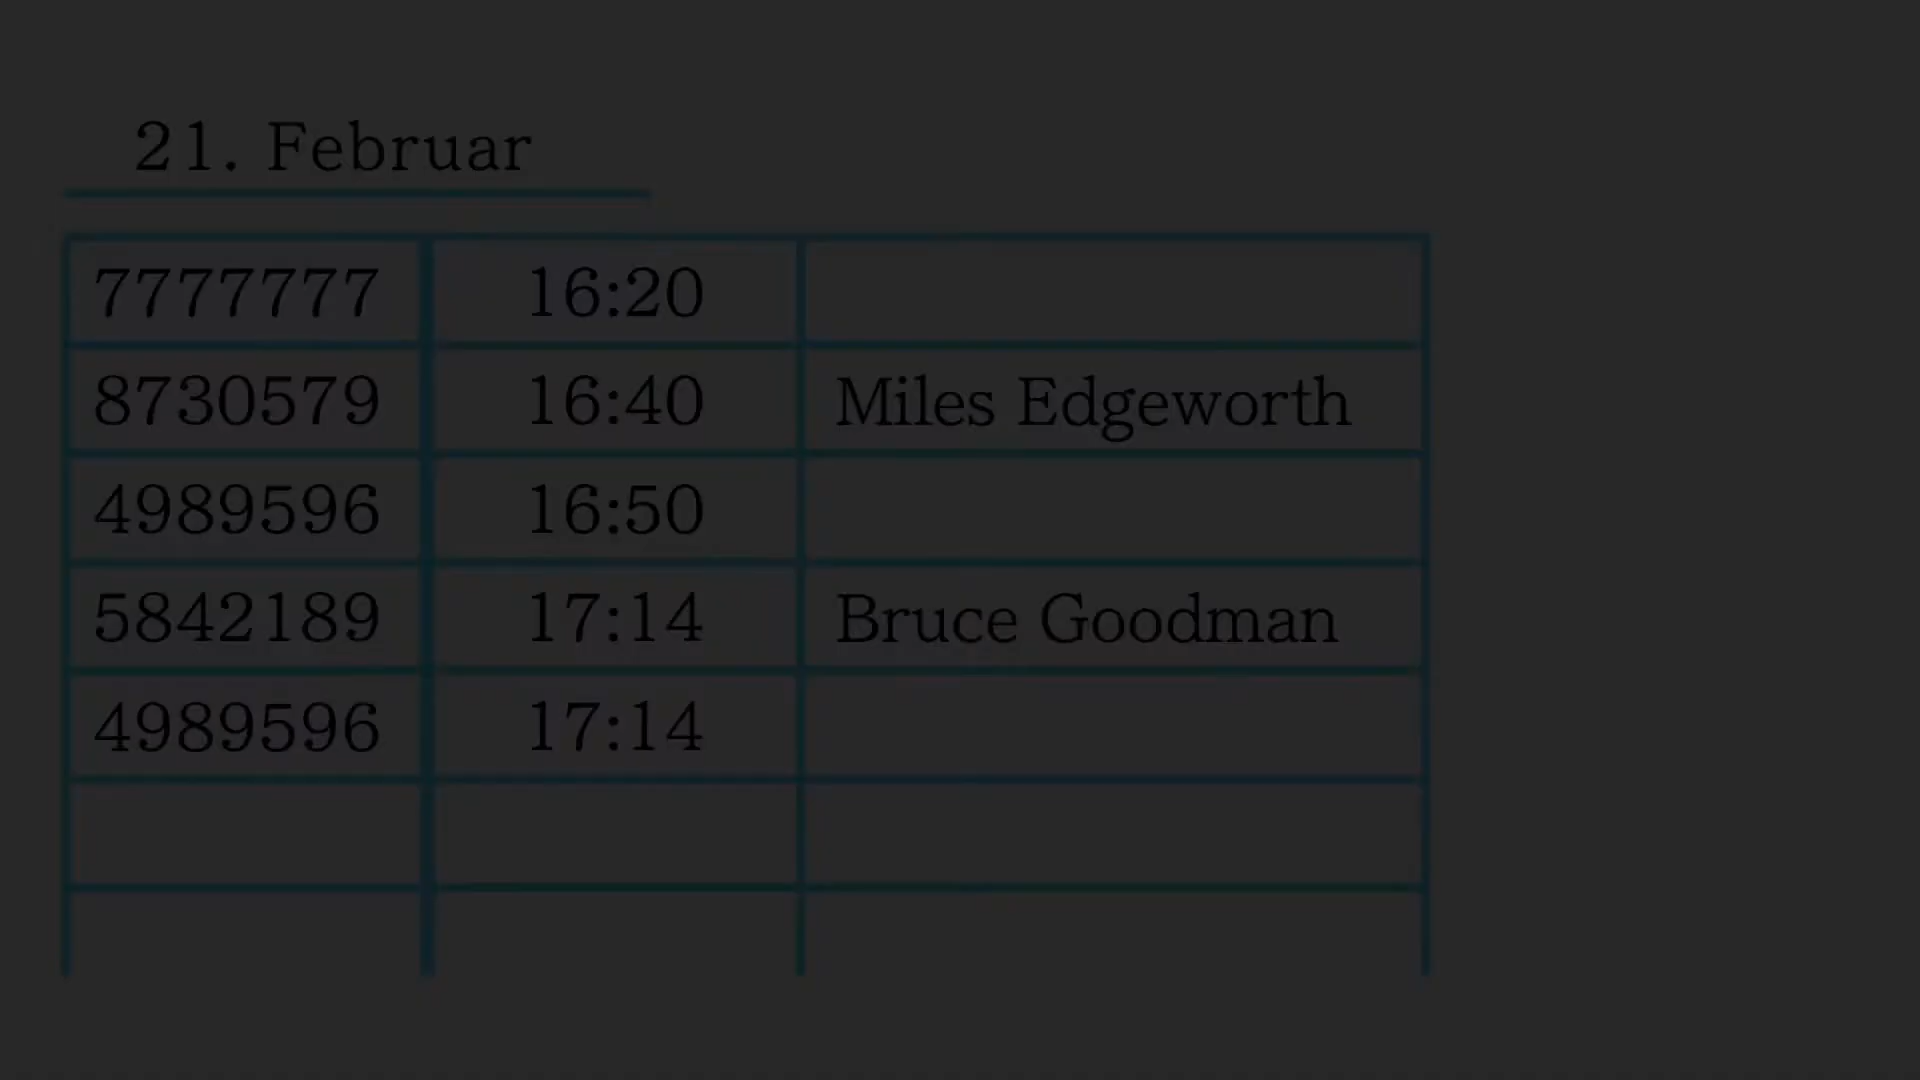 21. Februar
7777777 16:20
8730579 16:40 Miles Edgeworth
4989596 16:50
5842189 17:14 Bruce Goodman
4989596 17:14